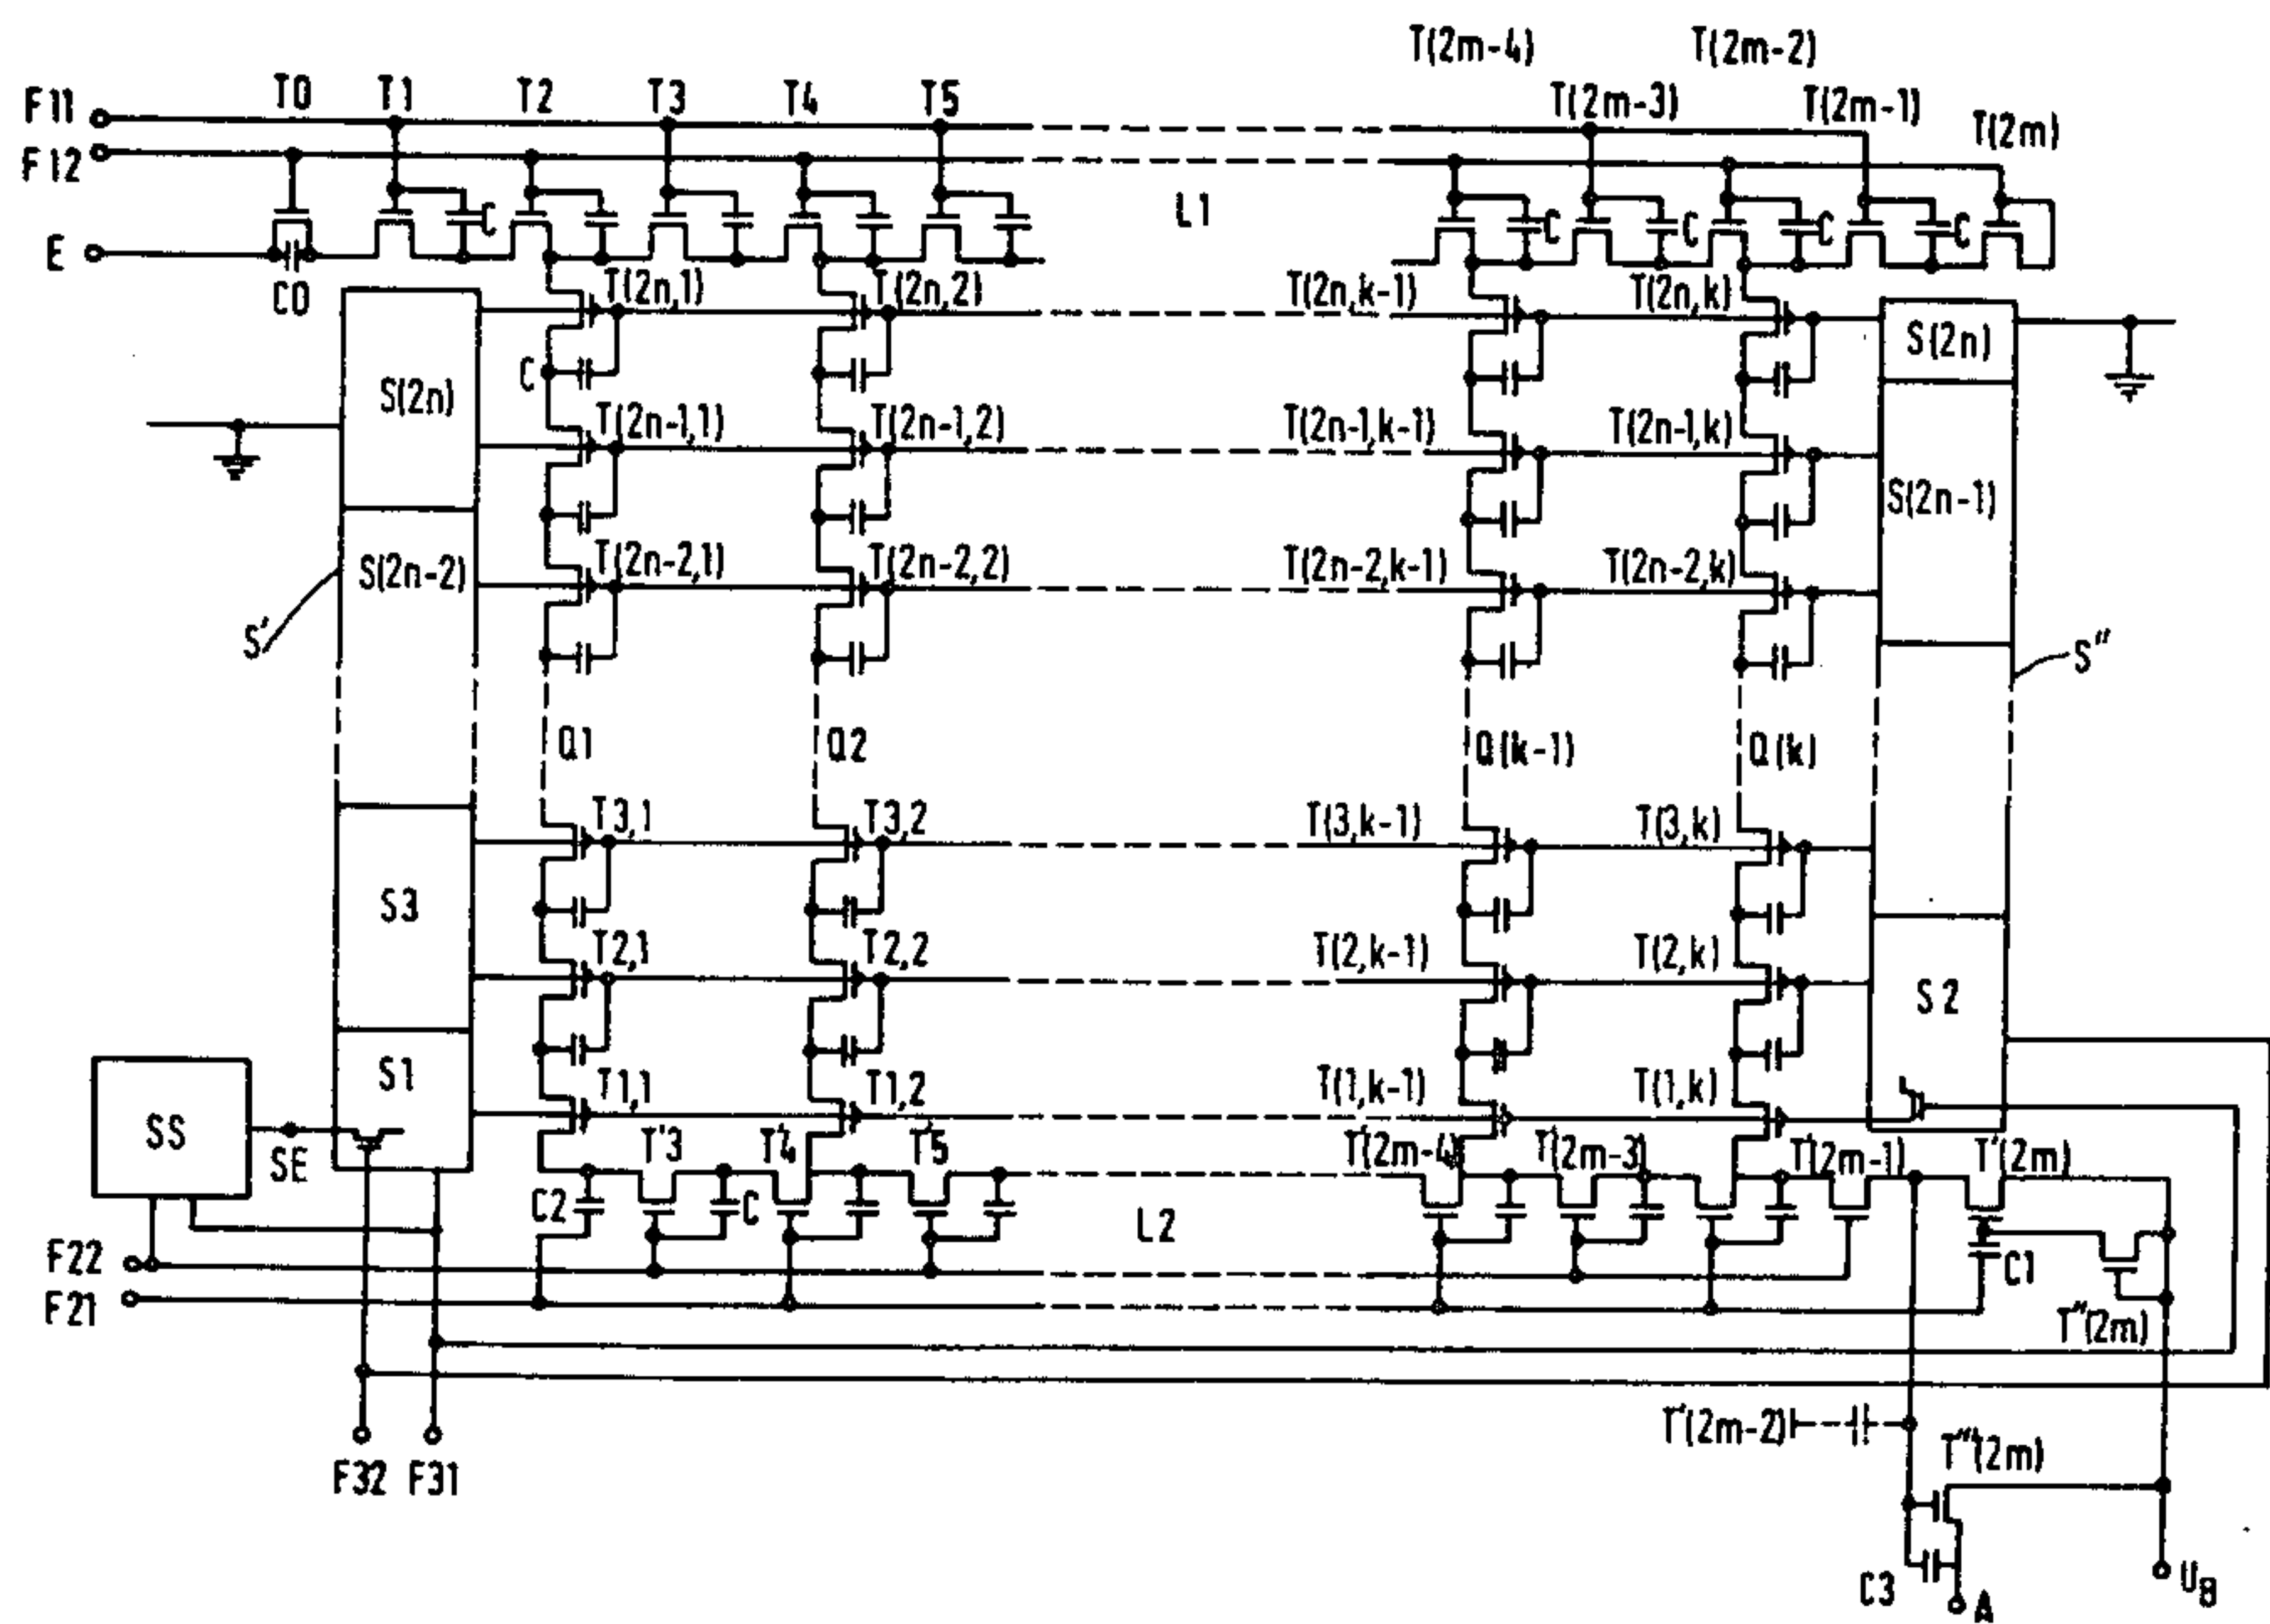 T(2m-4) T(2m-2)
F11 T0 T1 T2 T3 T4 T5 T(2m-3) T(2m-1) T(2m)
F12
C L1 C C C C
E
C0 T(2n,1) T(2n,2) T(2n,k-1) T(2n,k)
S(2n) C S(2n)
T(2n-1,1) T(2n-1,2) T(2n-1,k-1) T(2n-1,k)
S(2n-1)
S(2n-2) T(2n-2,1) T(2n-2,2) T(2n-2,k-1) T(2n-2,k)
S' S"
Q1 Q2 Q(k-1) Q(k)
T3,1 T3,2 T(3,k-1) T(3,k)
S3
T2,1 T2,2 T(2,k-1) T(2,k)
S2
S1 T1,1 T1,2 T(1,k-1) T(1,k)
SS
SE T'3 T'4 T'5 T'(2m-4) T'(2m-3) T'(2m-1) T'(2m)
C2 C L2
F22 C1
F21 T"(2m)
T'(2m-2)
F32 F31 T'''(2m)
C3 A UB